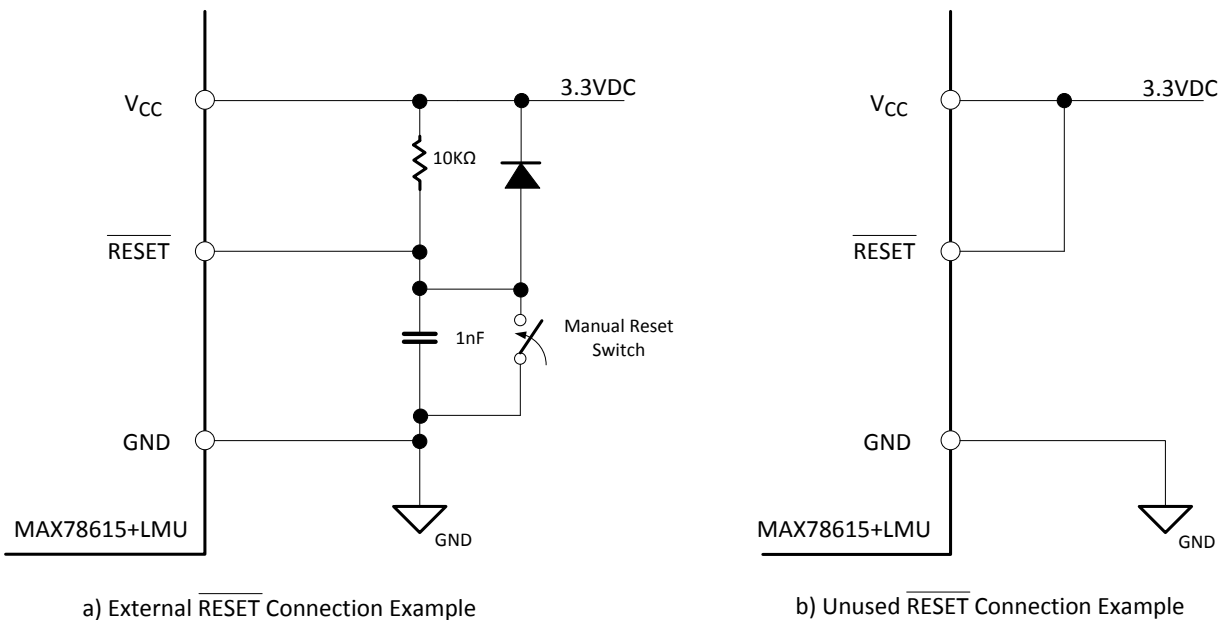 3.3VDC
VCC
10KΩ
RESET
1nF
Manual Reset
Switch
GND
MAX78615+LMU
GND
a) External RESET Connection Example
3.3VDC
VCC
RESET
GND
MAX78615+LMU
GND
b) Unused RESET Connection Example